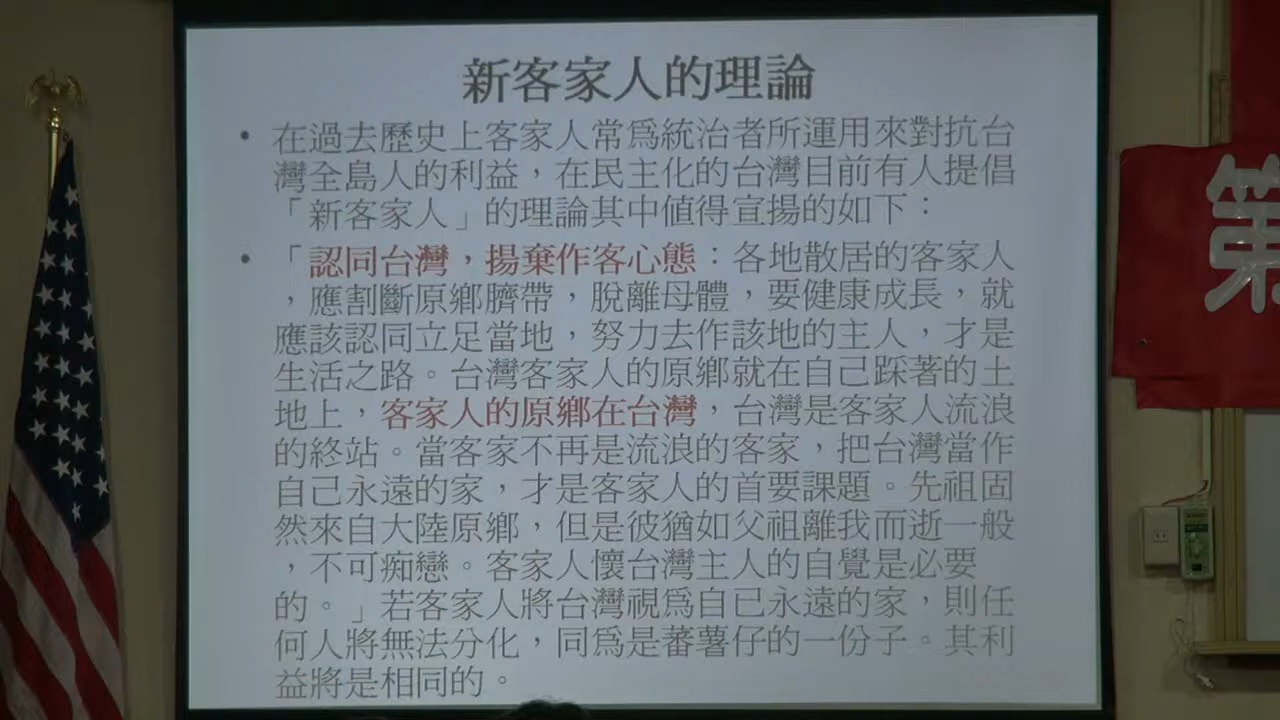 新客家人的理論
• 在過去歷史上客家人常為統治者所運用來對抗台
灣全島人的利益，在民主化的台灣目前有人提倡
「新客家人」的理論其中値得宣揚的如下：
• 「認同台灣，揚棄作客心態：各地散居的客家人
，應割斷原鄉臍帶，脫離母體，要健康成長，就
應該認同立足當地，努力去作該地的主人，才是
生活之路。台灣客家人的原鄉就在自己踩著的土
地上，客家人的原鄉在台灣，台灣是客家人流浪
的終站。當客家不再是流浪的客家，把台灣當作
自己永遠的家，才是客家人的首要課題。先祖固
然來自大陸原鄉，但是彼猶如父祖離我而逝一般
，不可痴戀。客家人懷台灣主人的自覺是必要
的。」若客家人將台灣視為自己永遠的家，則任
何人將無法分化，同為是蕃薯仔的一份子。其利
益將是相同的。
第